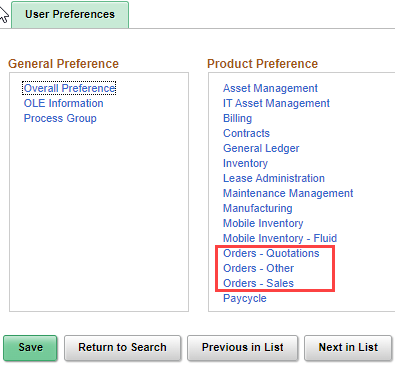 User Preferences
General Preference
Overall Preference
OLE Information
Process Group
Product Preference
Asset Management
IT Asset Management
Billing
Contracts
General Ledger
Inventory
Lease Administration
Maintenance Management
Manufacturing
Mobile Inventory
Mobile Inventory - Fluid
Orders - Quotations
Orders - Other
Orders - Sales
Paycycle
Save
Return to Search
Previous in List
Next in List